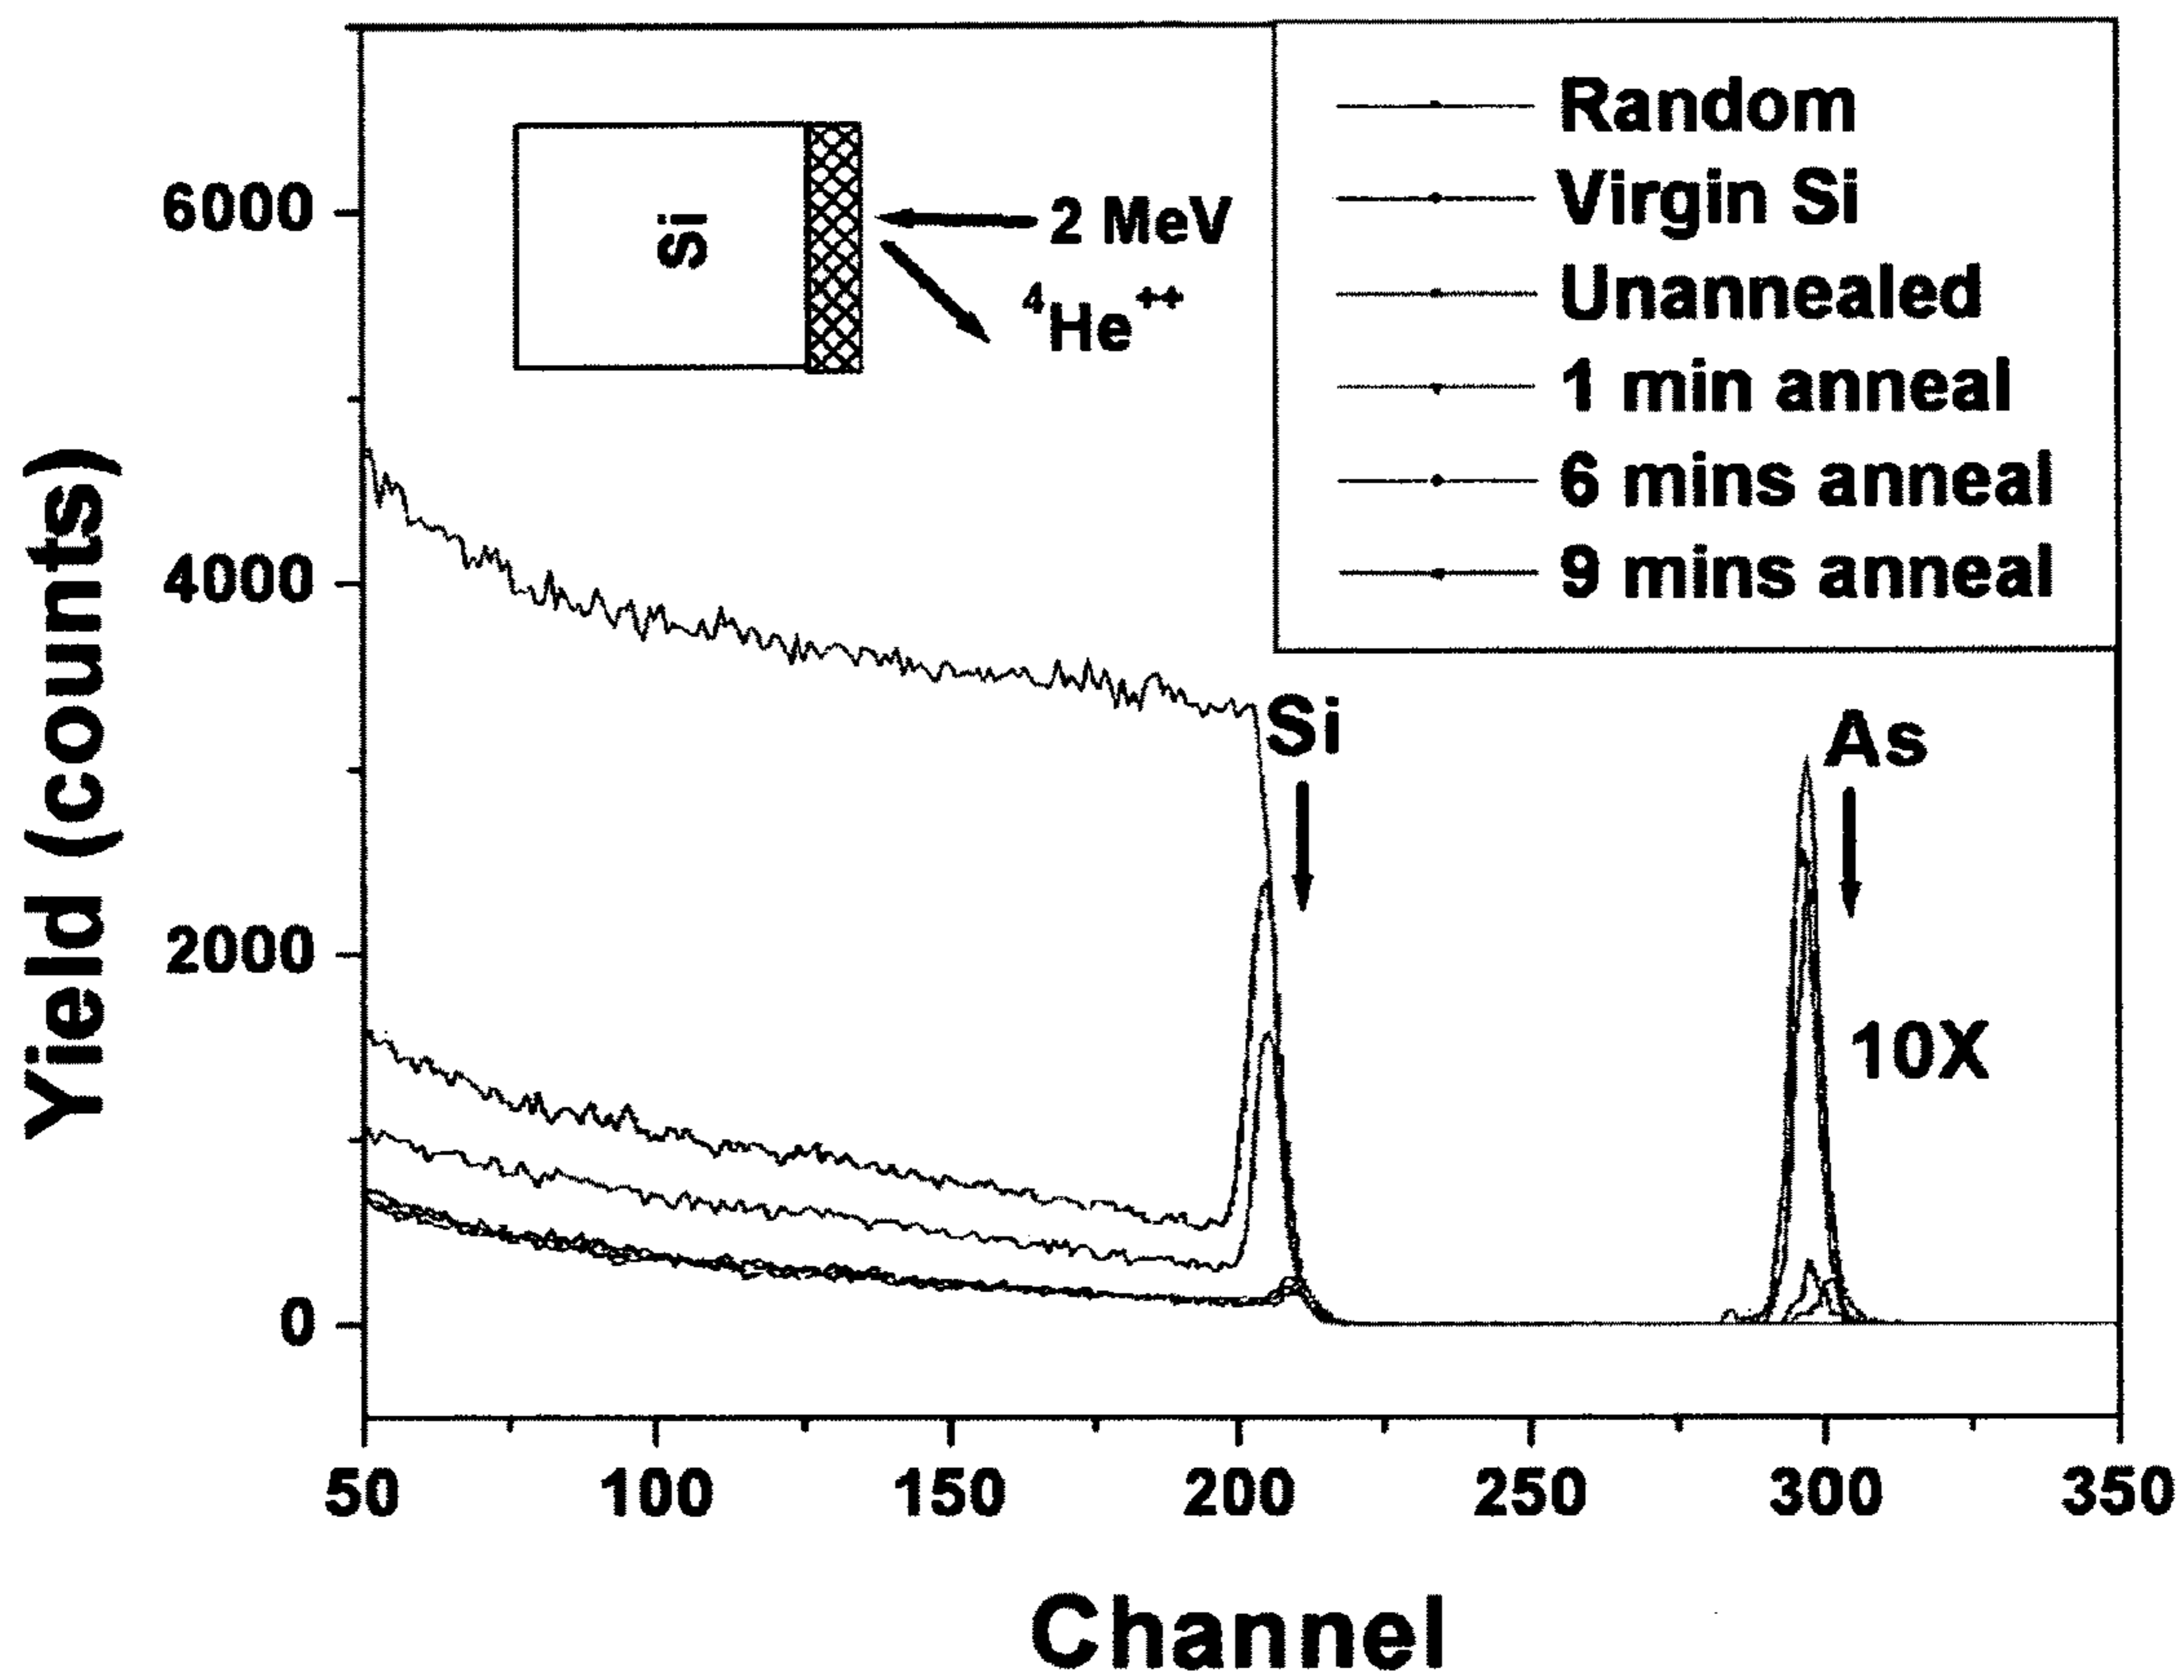 Yield (counts)
6000
4000
2000
0
Si
2 MeV
4He++
Random
Virgin Si
Unannealed
1 min anneal
6 mins anneal
9 mins anneal
Si
As
10X
50 100 150 200 250 300 350
Channel